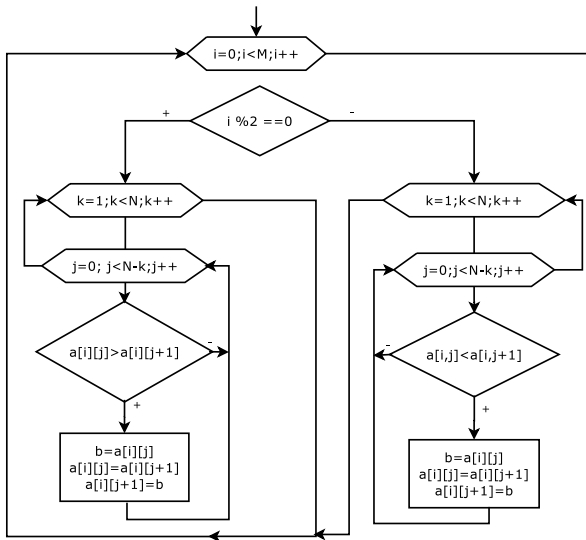 i=0;i<M;i++
+
i %2 ==0
-
k=1;k<N;k++
k=1;k<N;k++
j=0; j<N-k;j++
j=0;j<N-k;j++
a[i][j]>a[i][j+1]
-
-
a[i,j]<a[i,j+1]
+
+
b=a[i][j]
a[i][j]=a[i][j+1]
a[i][j+1]=b
b=a[i][j]
a[i][j]=a[i][j+1]
a[i][j+1]=b